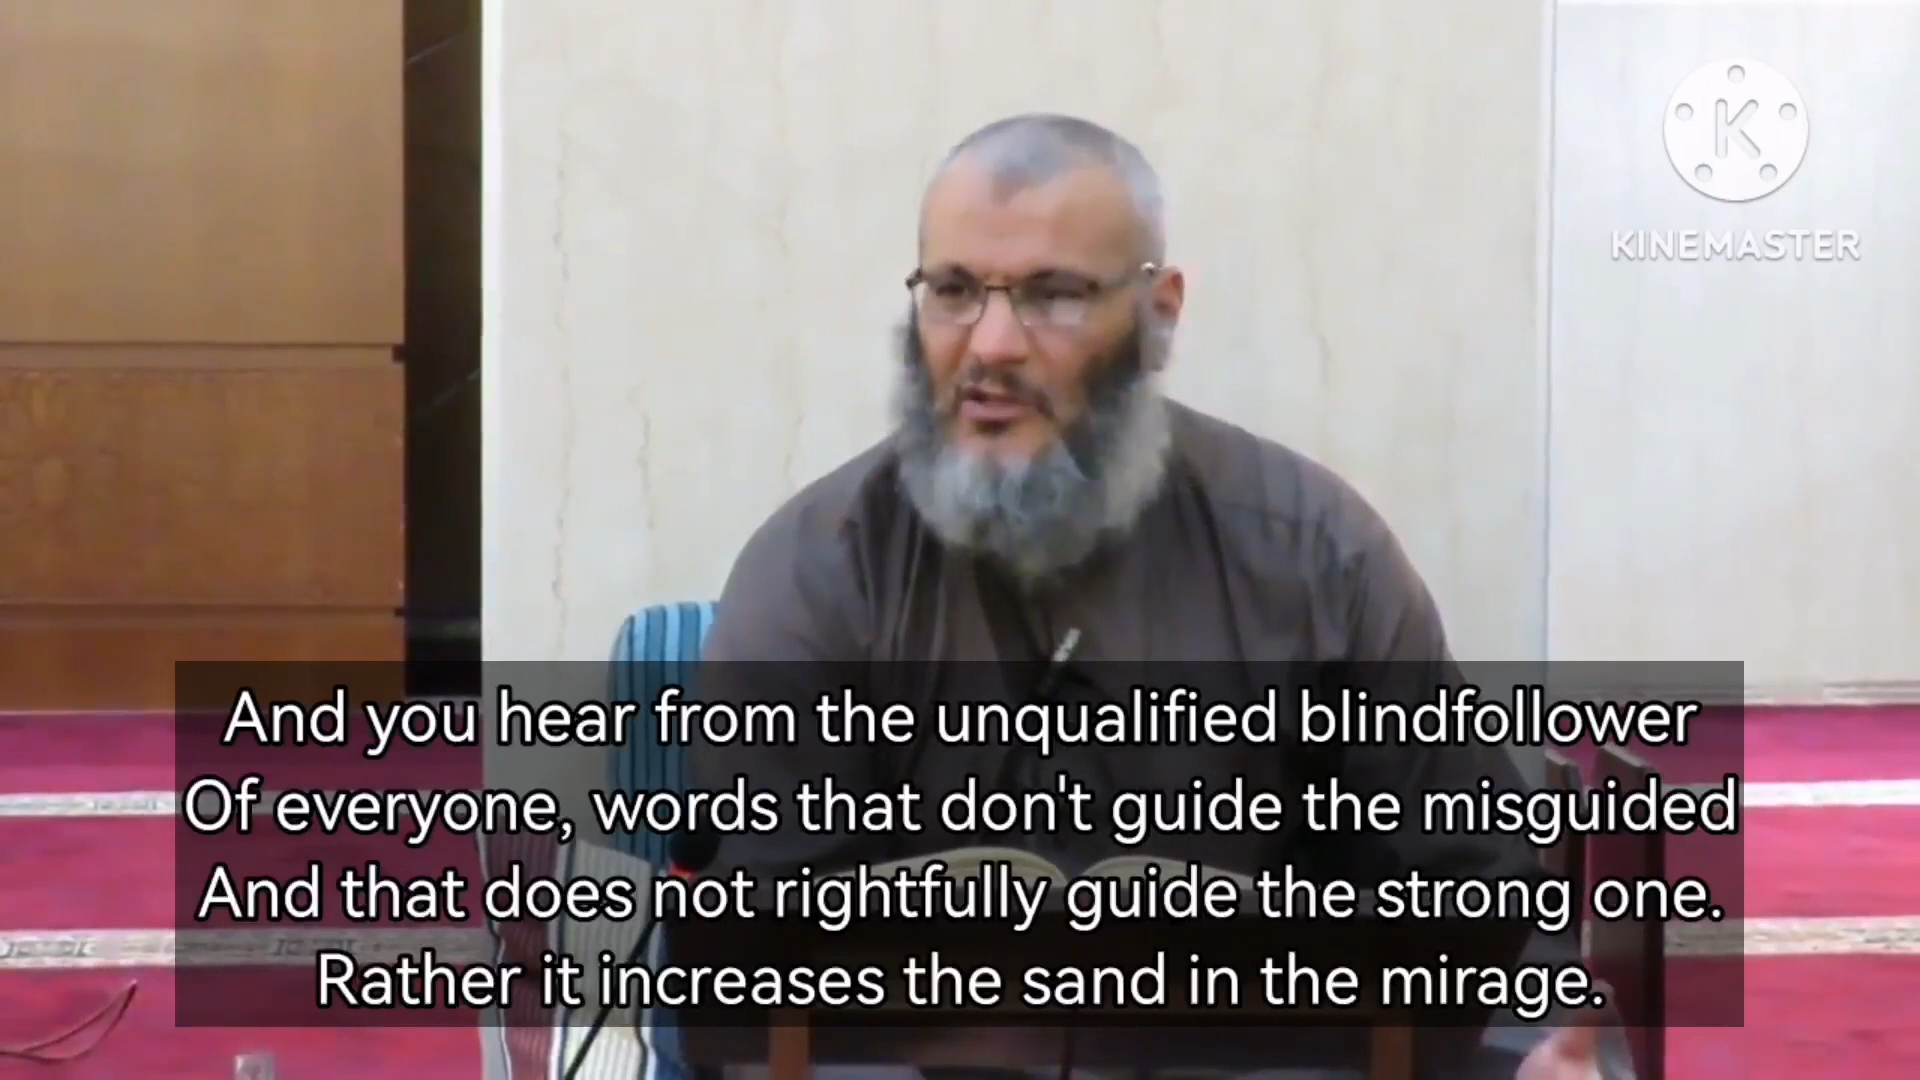 K
KINEMASTER
And you hear from the unqualified blindfollower
Of everyone, words that don't guide the misguided
And that does not rightfully guide the strong one.
Rather it increases the sand in the mirage.